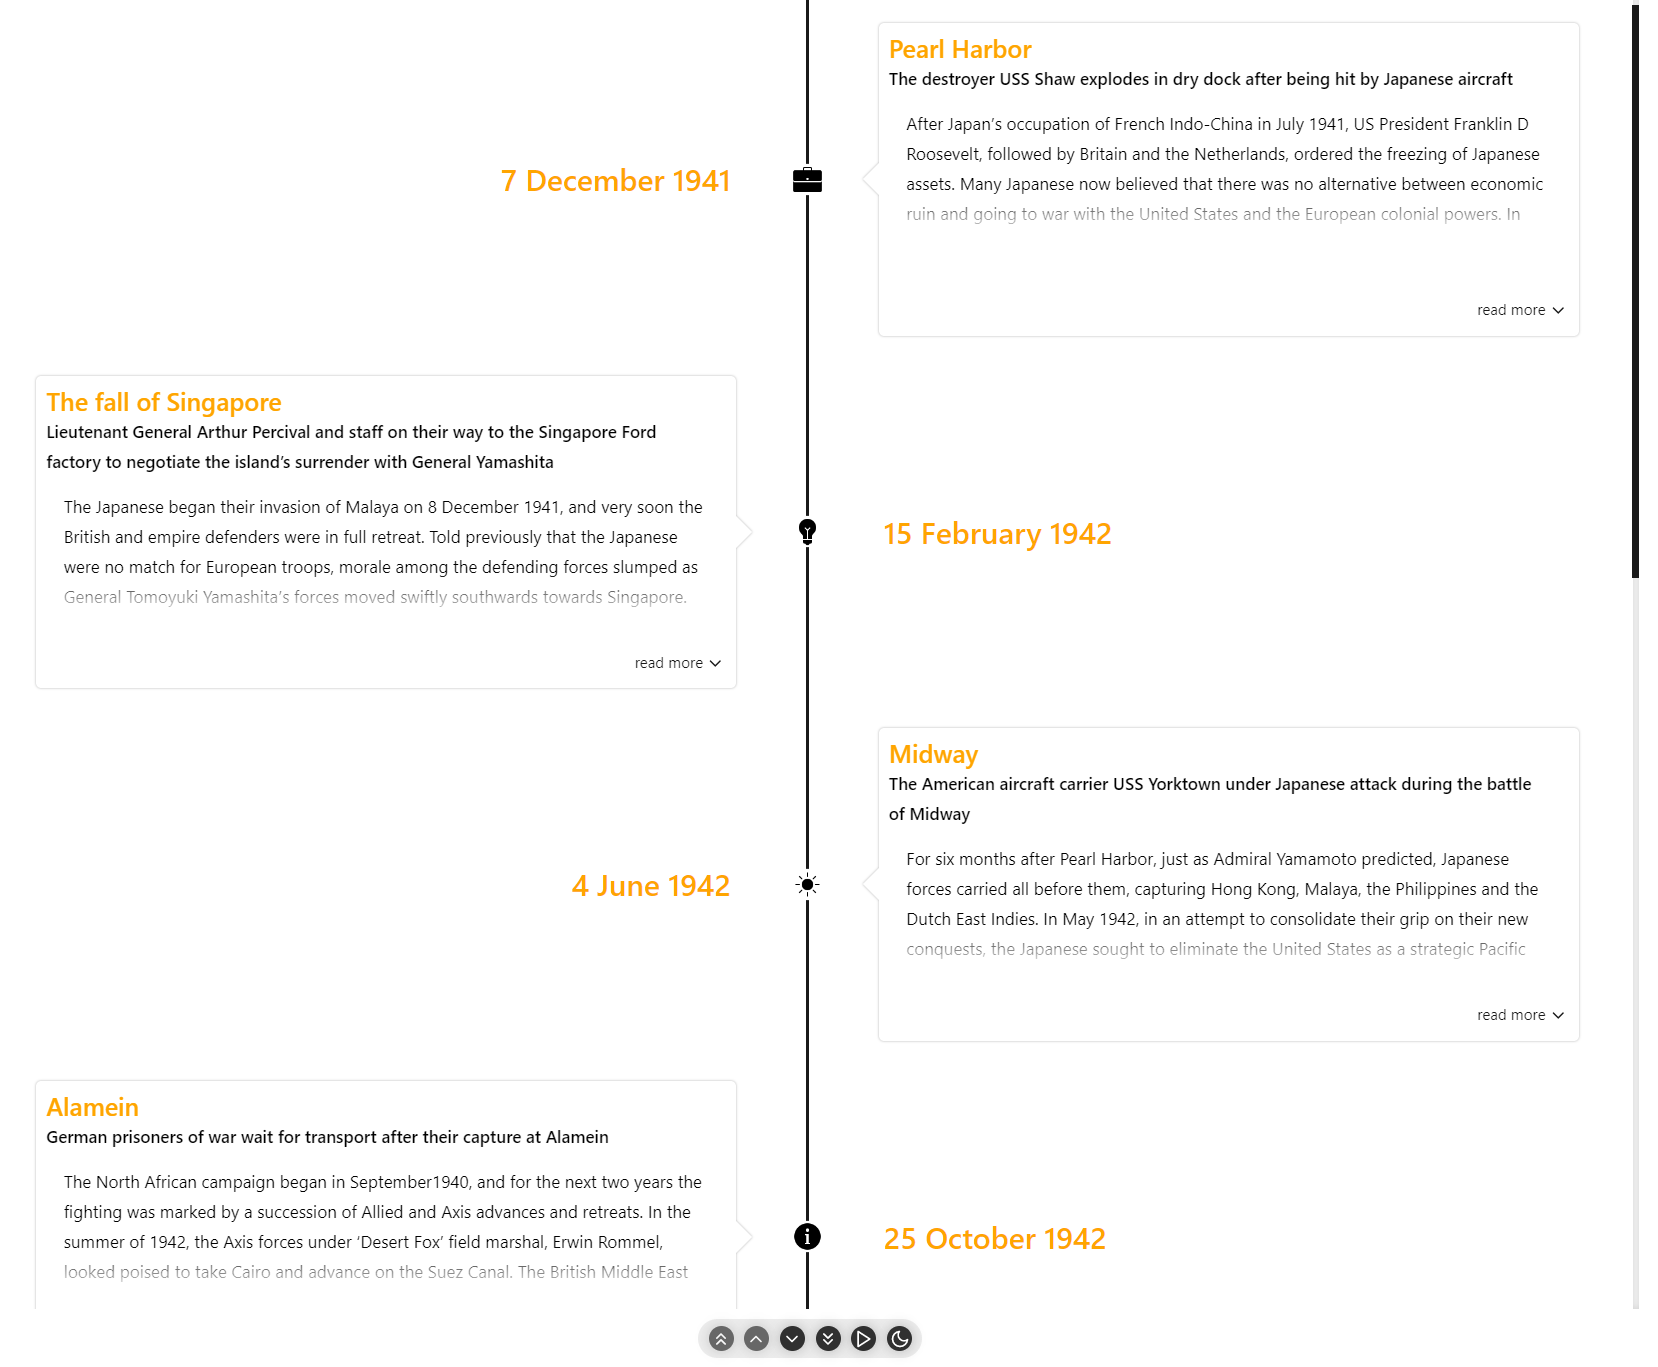 Pearl Harbor
The destroyer USS Shaw explodes in dry dock after being hit by Japanese aircraft
After Japan’s occupation of French Indo-China in July 1941, US President Franklin D
Roosevelt, followed by Britain and the Netherlands, ordered the freezing of Japanese
assets. Many Japanese now believed that there was no alternative between economic
ruin and going to war with the United States and the European colonial powers. In
read more
7 December 1941
The fall of Singapore
Lieutenant General Arthur Percival and staff on their way to the Singapore Ford
factory to negotiate the island’s surrender with General Yamashita
The Japanese began their invasion of Malaya on 8 December 1941, and very soon the
British and empire defenders were in full retreat. Told previously that the Japanese
were no match for European troops, morale among the defending forces slumped as
General Tomoyuki Yamashita’s forces moved swiftly southwards towards Singapore.
read more
15 February 1942
Midway
The American aircraft carrier USS Yorktown under Japanese attack during the battle
of Midway
For six months after Pearl Harbor, just as Admiral Yamamoto predicted, Japanese
forces carried all before them, capturing Hong Kong, Malaya, the Philippines and the
Dutch East Indies. In May 1942, in an attempt to consolidate their grip on their new
conquests, the Japanese sought to eliminate the United States as a strategic Pacific
read more
4 June 1942
Alamein
German prisoners of war wait for transport after their capture at Alamein
The North African campaign began in September1940, and for the next two years the
fighting was marked by a succession of Allied and Axis advances and retreats. In the
summer of 1942, the Axis forces under ‘Desert Fox’ field marshal, Erwin Rommel,
looked poised to take Cairo and advance on the Suez Canal. The British Middle East
25 October 1942